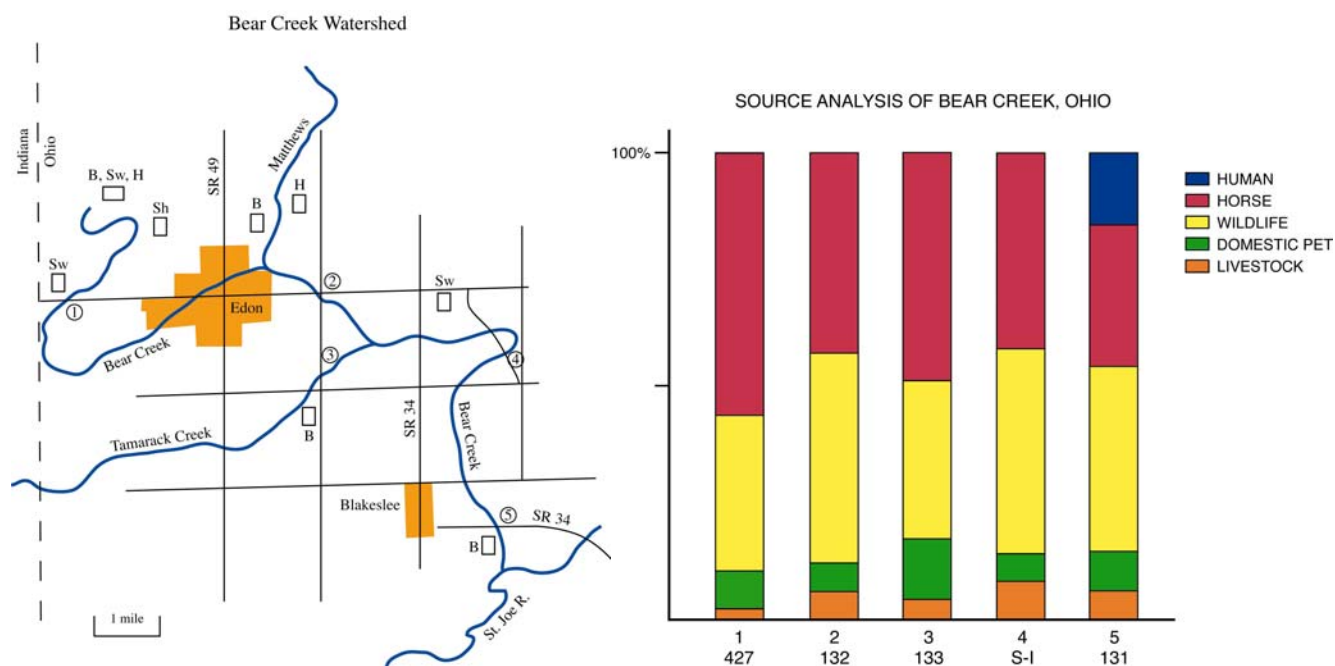 Bear Creek Watershed
Indiana
Ohio
B, Sw, H
Sh
SR 49
Matthews
B
H
Sw
1
2
Sw
Edon
Bear Creek
3
4
B
Tamarack Creek
SR 34
Bear Creek
Blakeslee
5
SR 34
B
1 mile
St. Joe R.
SOURCE ANALYSIS OF BEAR CREEK, OHIO
100%
HUMAN
HORSE
WILDLIFE
DOMESTIC PET
LIVESTOCK
1 2 3 4 5
427 132 133 S-I 131